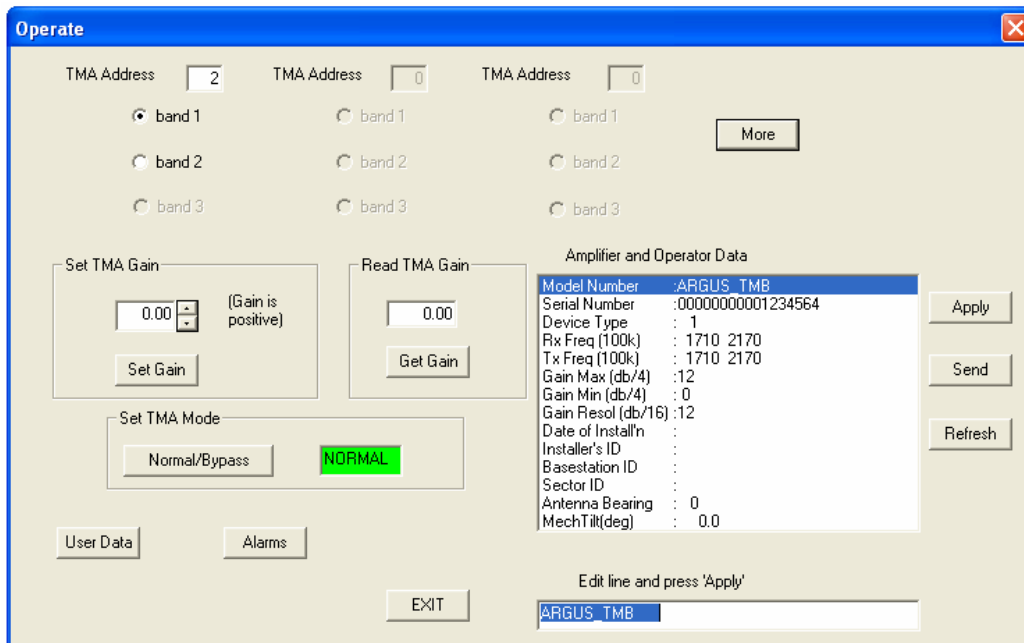 Operate
TMA Address 2 TMA Address 0 TMA Address 0
band 1 band 1 band 1
More
band 2 band 2 band 2
band 3 band 3 band 3
Set TMA Gain
0.00 (Gain is positive)
Set Gain
Read TMA Gain
0.00
Get Gain
Set TMA Mode
Normal/Bypass NORMAL
User Data Alarms
EXIT
Amplifier and Operator Data
Model Number :ARGUS_TMB
Serial Number :00000000001234564
Device Type : 1
Rx Freq (100k) : 1710 2170
Tx Freq (100k) : 1710 2170
Gain Max (db/4) :12
Gain Min (db/4) : 0
Gain Resol (db/16) :12
Date of Install'n :
Installer's ID :
Basestation ID :
Sector ID :
Antenna Bearing : 0
MechTilt(deg) : 0.0
Apply
Send
Refresh
Edit line and press 'Apply'
ARGUS_TMB